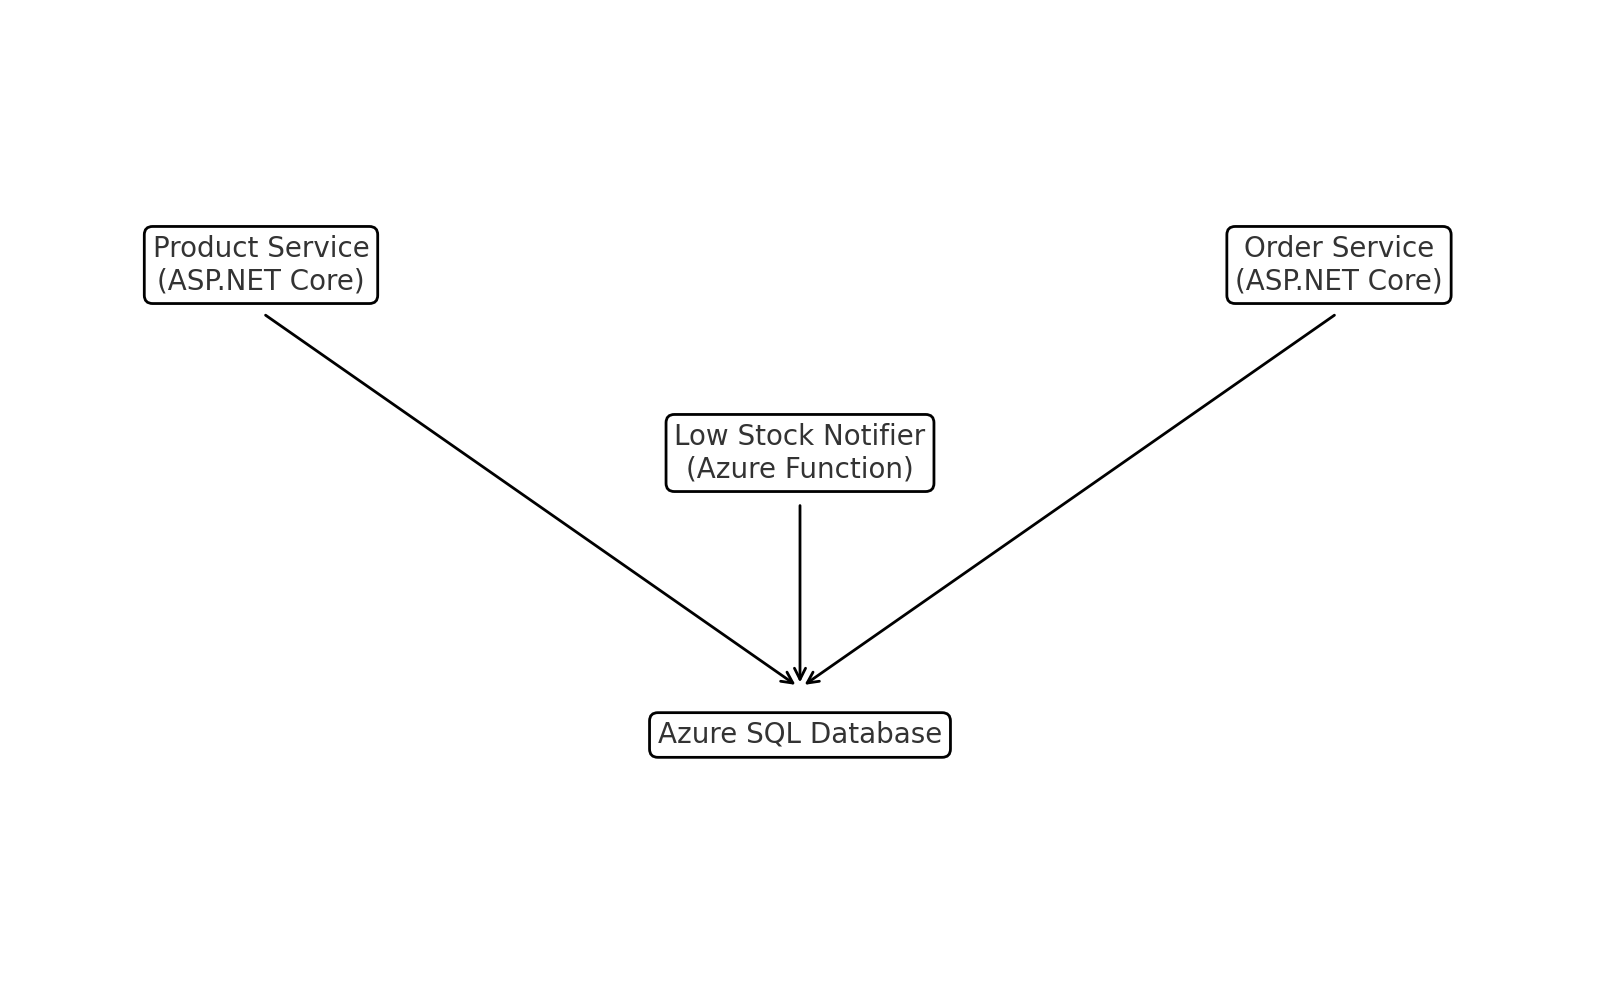 Product Service
(ASP.NET Core)
Order Service
(ASP.NET Core)
Low Stock Notifier
(Azure Function)
Azure SQL Database